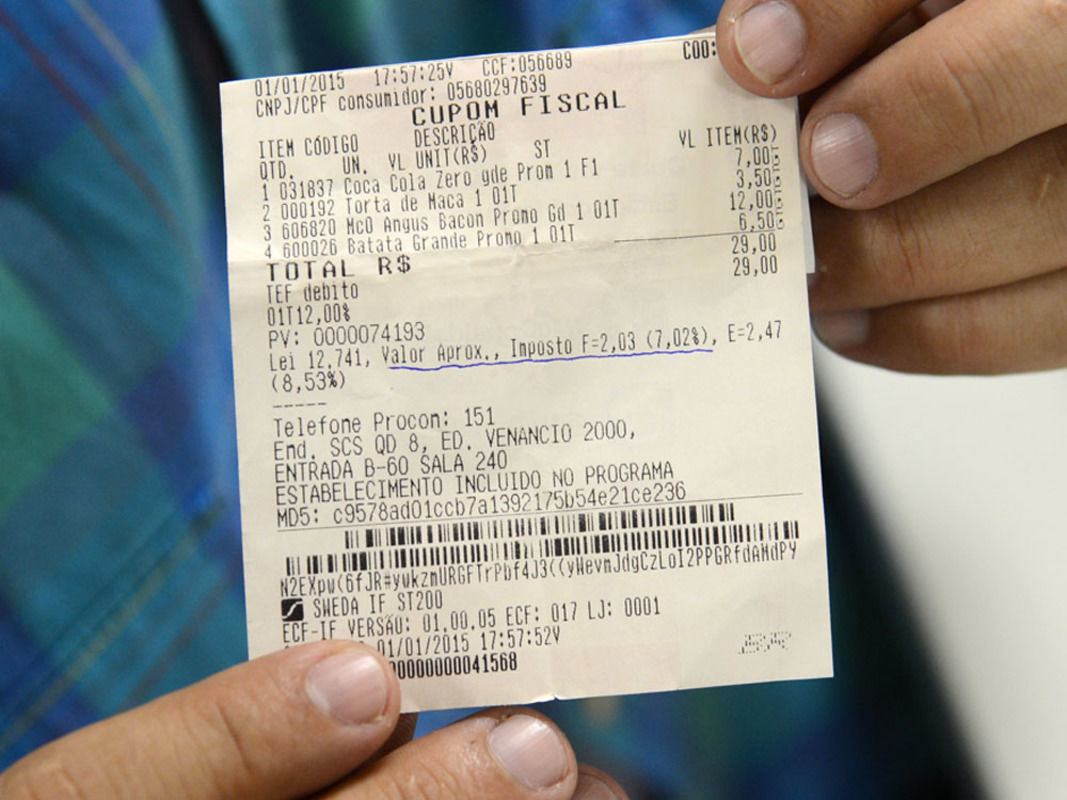 01/01/2015 17:57:25V CCF:056689 COO:
CNPJ/CPF consumidor: 05680297639
CUPOM FISCAL
ITEM CÓDIGO DESCRIÇÃO VL ITEM(R$)
QTD. UN. VL UNIT(R$) ST
1 031837 Coca Cola Zero gde Prom 1 F1 7,00
2 000192 Torta de Maca 1 01T 3,50
3 606820 McO Angus Bacon Promo Gd 1 01T 12,00
4 600026 Batata Grande Promo 1 01T 6,50
TOTAL R$ 29,00
TEF debito 29,00
01T12,00%
PV: 0000074193
Lei 12.741, Valor Aprox., Imposto F=2,03 (7,02%), E=2,47
(8,53%)
-----
Telefone Procon: 151
End. SCS QD 8, ED. VENANCIO 2000,
ENTRADA B-60 SALA 240
ESTABELECIMENTO INCLUIDO NO PROGRAMA
MD5: c9578ad01ccb7a1392175b54e21ce236
N2EXpw(6fJR#ywkzmURGFTrPbf4J3((yWevmJdgCzLoI2PPGRfdAMdPY
SWEDA IF ST200
ECF-IF VERSÃO: 01.00.05 ECF: 017 LJ: 0001
01/01/2015 17:57:52V
0000000041568
BR